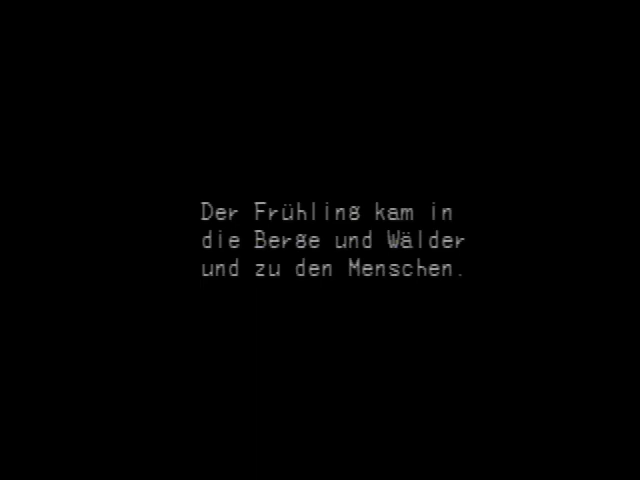 Der Frühling kam in
die Berge und Wälder
und zu den Menschen.